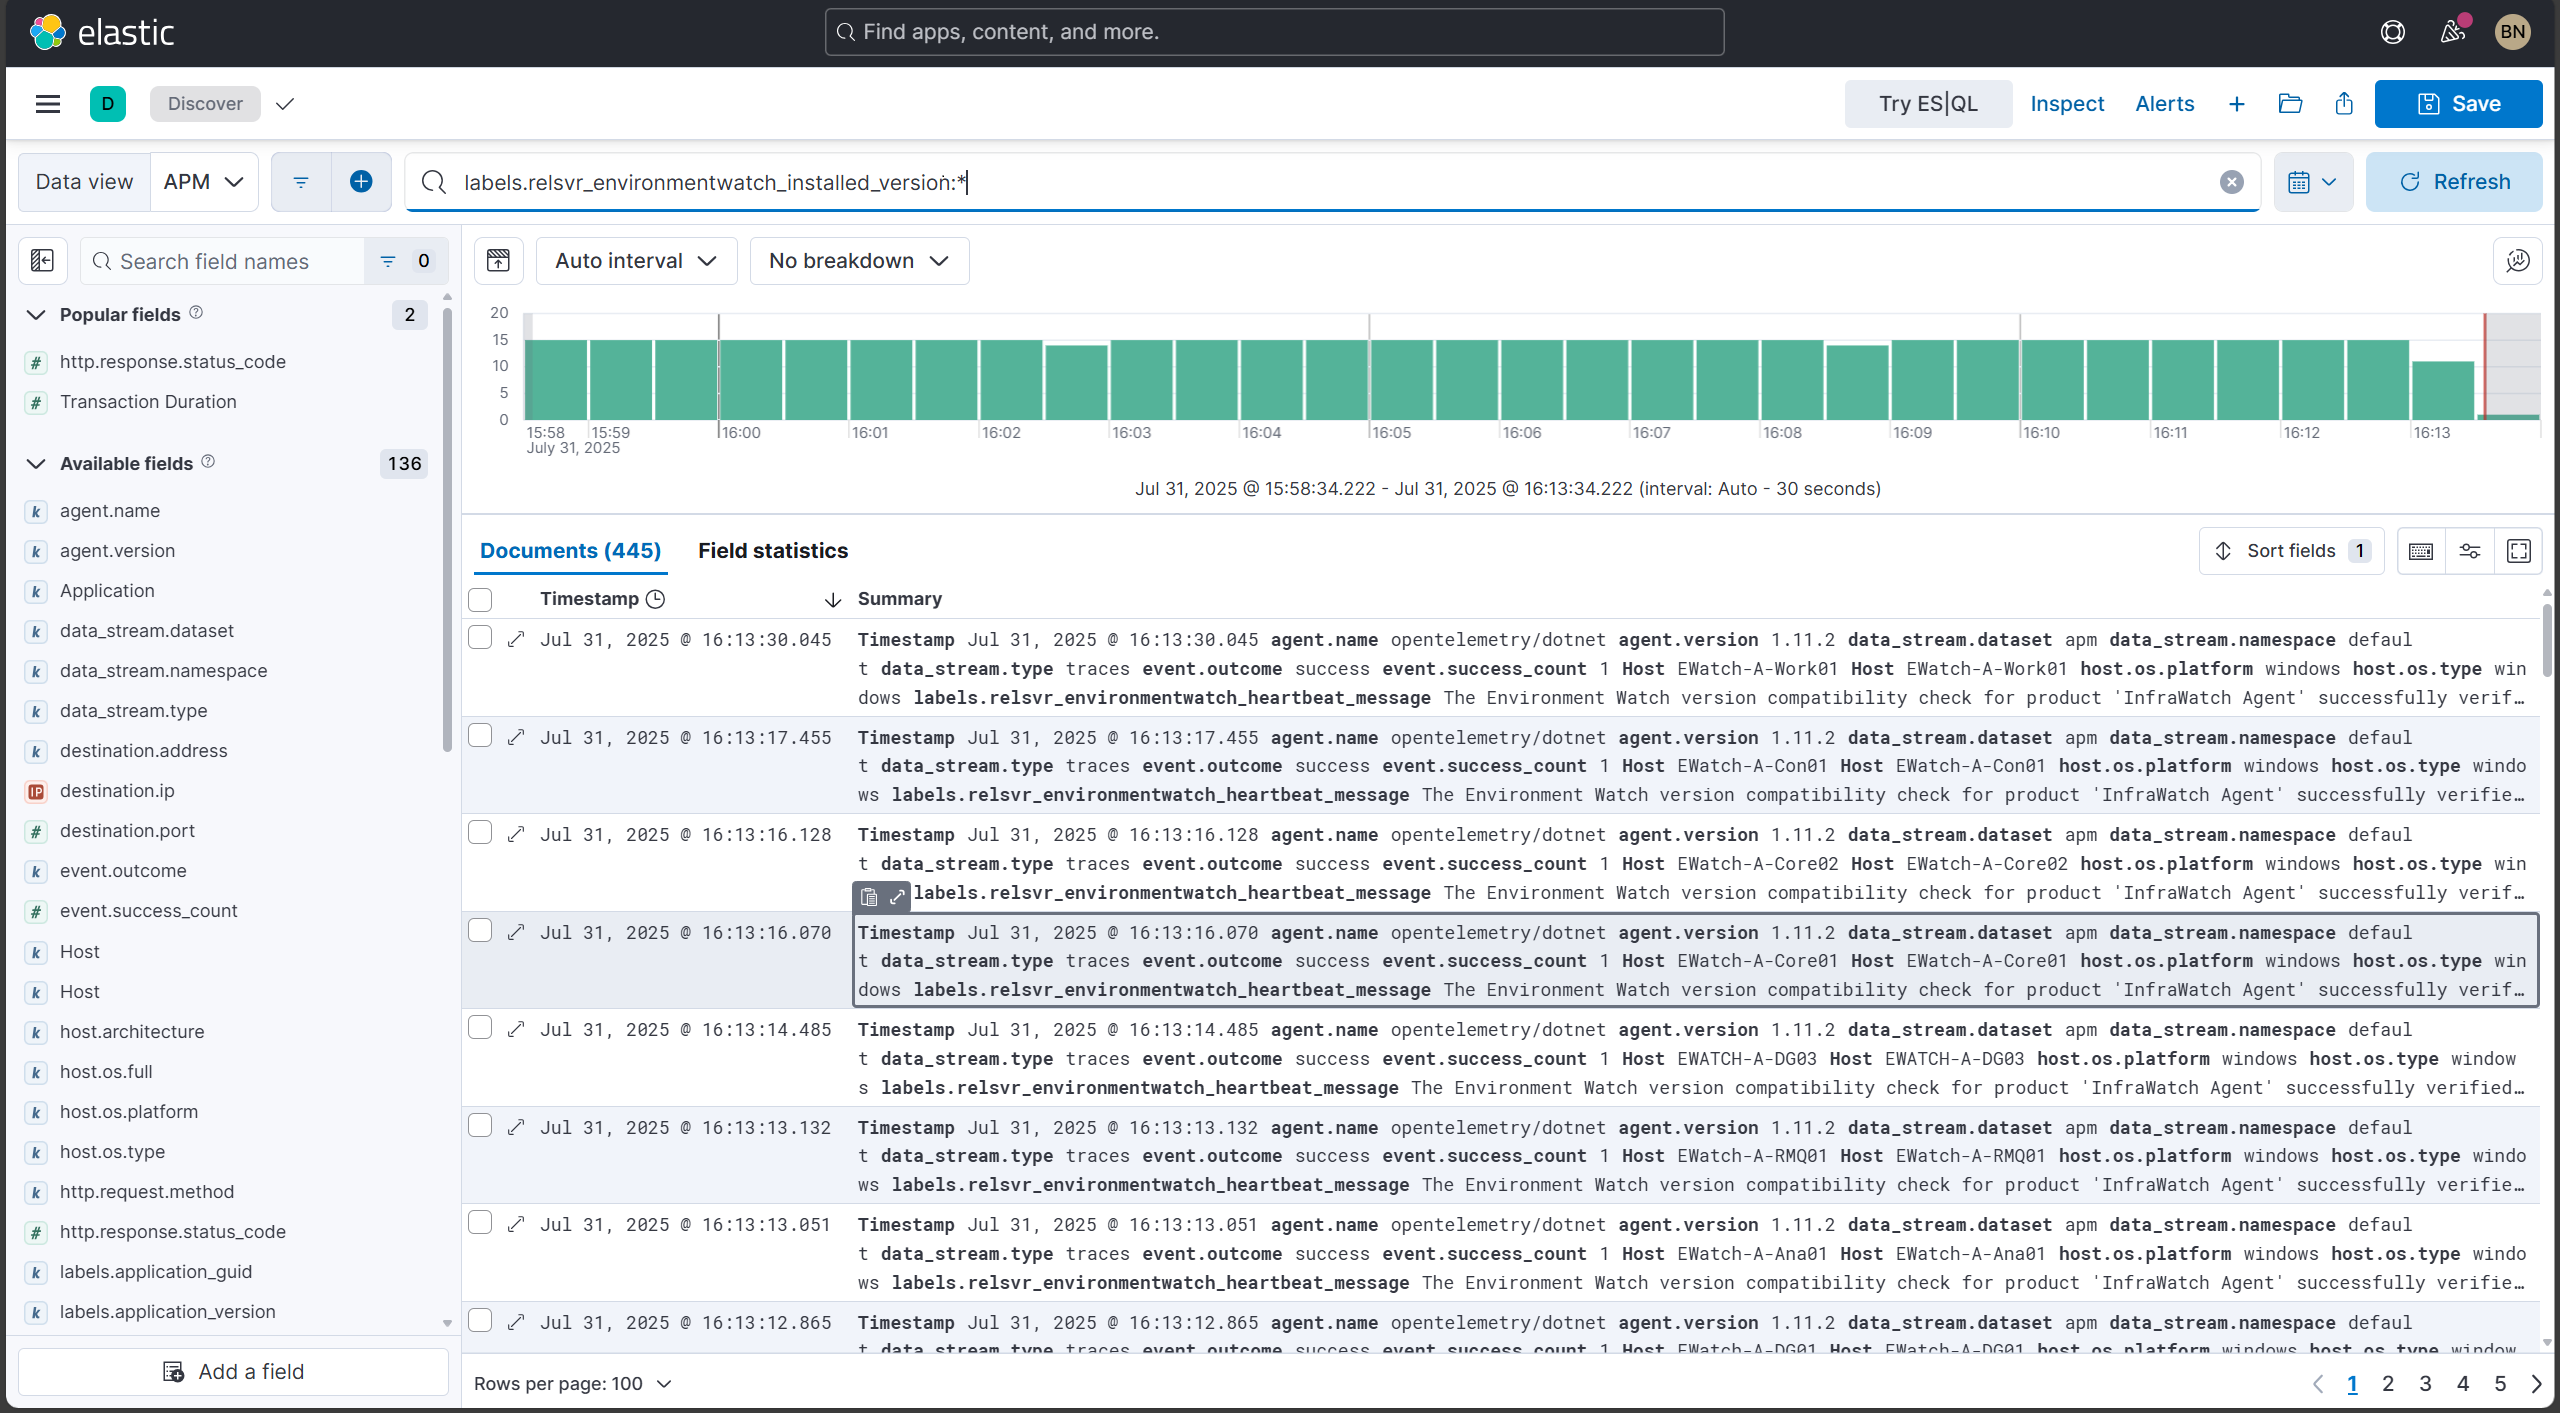 elastic
Find apps, content, and more.
BN
D
Discover
Try ES|QL
Inspect
Alerts
Save
Data view
APM
labels.relsvr_environmentwatch_installed_version:*
Refresh
Search field names
0
Auto interval
No breakdown
Popular fields
2
http.response.status_code
Transaction Duration
Available fields
136
agent.name
agent.version
Application
data_stream.dataset
data_stream.namespace
data_stream.type
destination.address
destination.ip
destination.port
event.outcome
event.success_count
Host
Host
host.architecture
host.os.full
host.os.platform
host.os.type
http.request.method
http.response.status_code
labels.application_guid
labels.application_version
Add a field
20
15
10
5
0
15:58 15:59 16:00 16:01 16:02 16:03 16:04 16:05 16:06 16:07 16:08 16:09 16:10 16:11 16:12 16:13
July 31, 2025
Jul 31, 2025 @ 15:58:34.222 - Jul 31, 2025 @ 16:13:34.222 (interval: Auto - 30 seconds)
Documents (445)
Field statistics
Sort fields 1
Timestamp
Summary
Jul 31, 2025 @ 16:13:30.045
Timestamp Jul 31, 2025 @ 16:13:30.045 agent.name opentelemetry/dotnet agent.version 1.11.2 data_stream.dataset apm data_stream.namespace defaul
t data_stream.type traces event.outcome success event.success_count 1 Host EWatch-A-Work01 Host EWatch-A-Work01 host.os.platform windows host.os.type win
dows labels.relsvr_environmentwatch_heartbeat_message The Environment Watch version compatibility check for product 'InfraWatch Agent' successfully verif…
Jul 31, 2025 @ 16:13:17.455
Timestamp Jul 31, 2025 @ 16:13:17.455 agent.name opentelemetry/dotnet agent.version 1.11.2 data_stream.dataset apm data_stream.namespace defaul
t data_stream.type traces event.outcome success event.success_count 1 Host EWatch-A-Con01 Host EWatch-A-Con01 host.os.platform windows host.os.type windo
ws labels.relsvr_environmentwatch_heartbeat_message The Environment Watch version compatibility check for product 'InfraWatch Agent' successfully verifie…
Jul 31, 2025 @ 16:13:16.128
Timestamp Jul 31, 2025 @ 16:13:16.128 agent.name opentelemetry/dotnet agent.version 1.11.2 data_stream.dataset apm data_stream.namespace defaul
t data_stream.type traces event.outcome success event.success_count 1 Host EWatch-A-Core02 Host EWatch-A-Core02 host.os.platform windows host.os.type win
labels.relsvr_environmentwatch_heartbeat_message The Environment Watch version compatibility check for product 'InfraWatch Agent' successfully verif…
Jul 31, 2025 @ 16:13:16.070
Timestamp Jul 31, 2025 @ 16:13:16.070 agent.name opentelemetry/dotnet agent.version 1.11.2 data_stream.dataset apm data_stream.namespace defaul
t data_stream.type traces event.outcome success event.success_count 1 Host EWatch-A-Core01 Host EWatch-A-Core01 host.os.platform windows host.os.type win
dows labels.relsvr_environmentwatch_heartbeat_message The Environment Watch version compatibility check for product 'InfraWatch Agent' successfully verif…
Jul 31, 2025 @ 16:13:14.485
Timestamp Jul 31, 2025 @ 16:13:14.485 agent.name opentelemetry/dotnet agent.version 1.11.2 data_stream.dataset apm data_stream.namespace defaul
t data_stream.type traces event.outcome success event.success_count 1 Host EWATCH-A-DG03 Host EWATCH-A-DG03 host.os.platform windows host.os.type window
s labels.relsvr_environmentwatch_heartbeat_message The Environment Watch version compatibility check for product 'InfraWatch Agent' successfully verified…
Jul 31, 2025 @ 16:13:13.132
Timestamp Jul 31, 2025 @ 16:13:13.132 agent.name opentelemetry/dotnet agent.version 1.11.2 data_stream.dataset apm data_stream.namespace defaul
t data_stream.type traces event.outcome success event.success_count 1 Host EWatch-A-RMQ01 Host EWatch-A-RMQ01 host.os.platform windows host.os.type windo
ws labels.relsvr_environmentwatch_heartbeat_message The Environment Watch version compatibility check for product 'InfraWatch Agent' successfully verifie…
Jul 31, 2025 @ 16:13:13.051
Timestamp Jul 31, 2025 @ 16:13:13.051 agent.name opentelemetry/dotnet agent.version 1.11.2 data_stream.dataset apm data_stream.namespace defaul
t data_stream.type traces event.outcome success event.success_count 1 Host EWatch-A-Ana01 Host EWatch-A-Ana01 host.os.platform windows host.os.type windo
ws labels.relsvr_environmentwatch_heartbeat_message The Environment Watch version compatibility check for product 'InfraWatch Agent' successfully verifie…
Jul 31, 2025 @ 16:13:12.865
Timestamp Jul 31, 2025 @ 16:13:12.865 agent.name opentelemetry/dotnet agent.version 1.11.2 data_stream.dataset apm data_stream.namespace defaul
t data_stream.type traces event.outcome success event.success_count 1 Host EWatch-A-DG01 Host EWatch-A-DG01 host.os.platform windows host.os.type window
Rows per page: 100
1 2 3 4 5